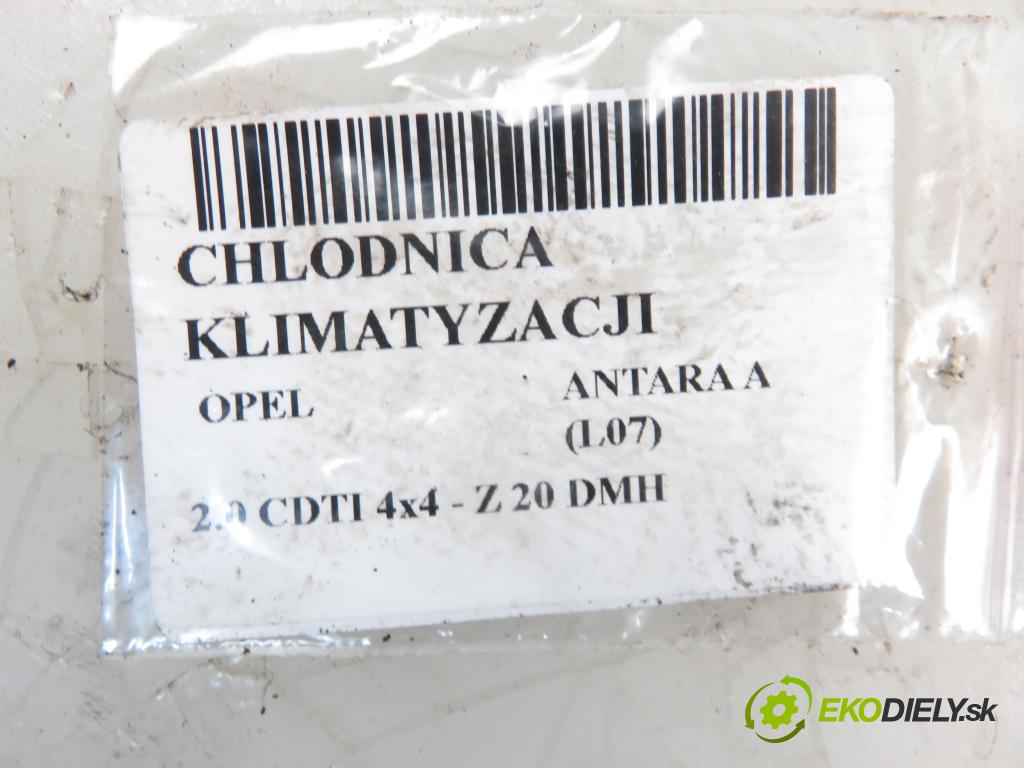 CHLODNICA
KLIMATYZACJI
OPEL ANTARA A
(L07)
2.0 CDTI 4x4 - Z 20 DMH
EKODIELY.sk